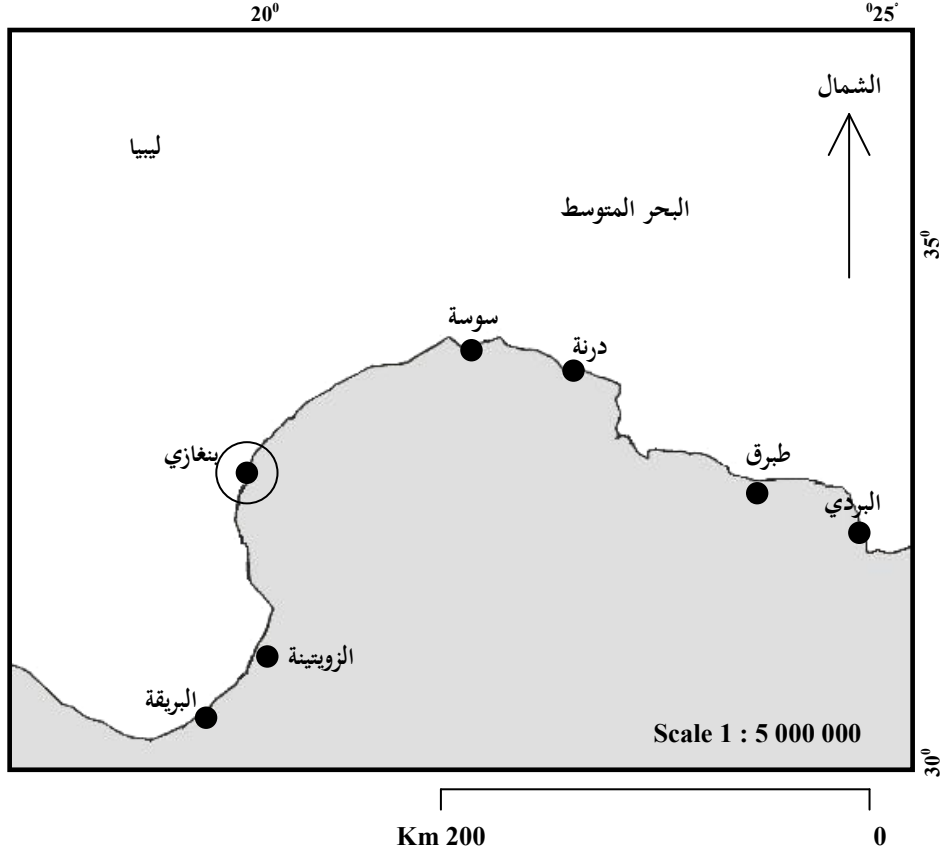 20⁰
⁰25°
الشمال
ليبيا
البحر المتوسط
35⁰
سوسة
درنة
بنغازي
طبرق
البردي
الزويتينة
البريقة
Scale 1 : 5 000 000
30⁰
Km 200
0